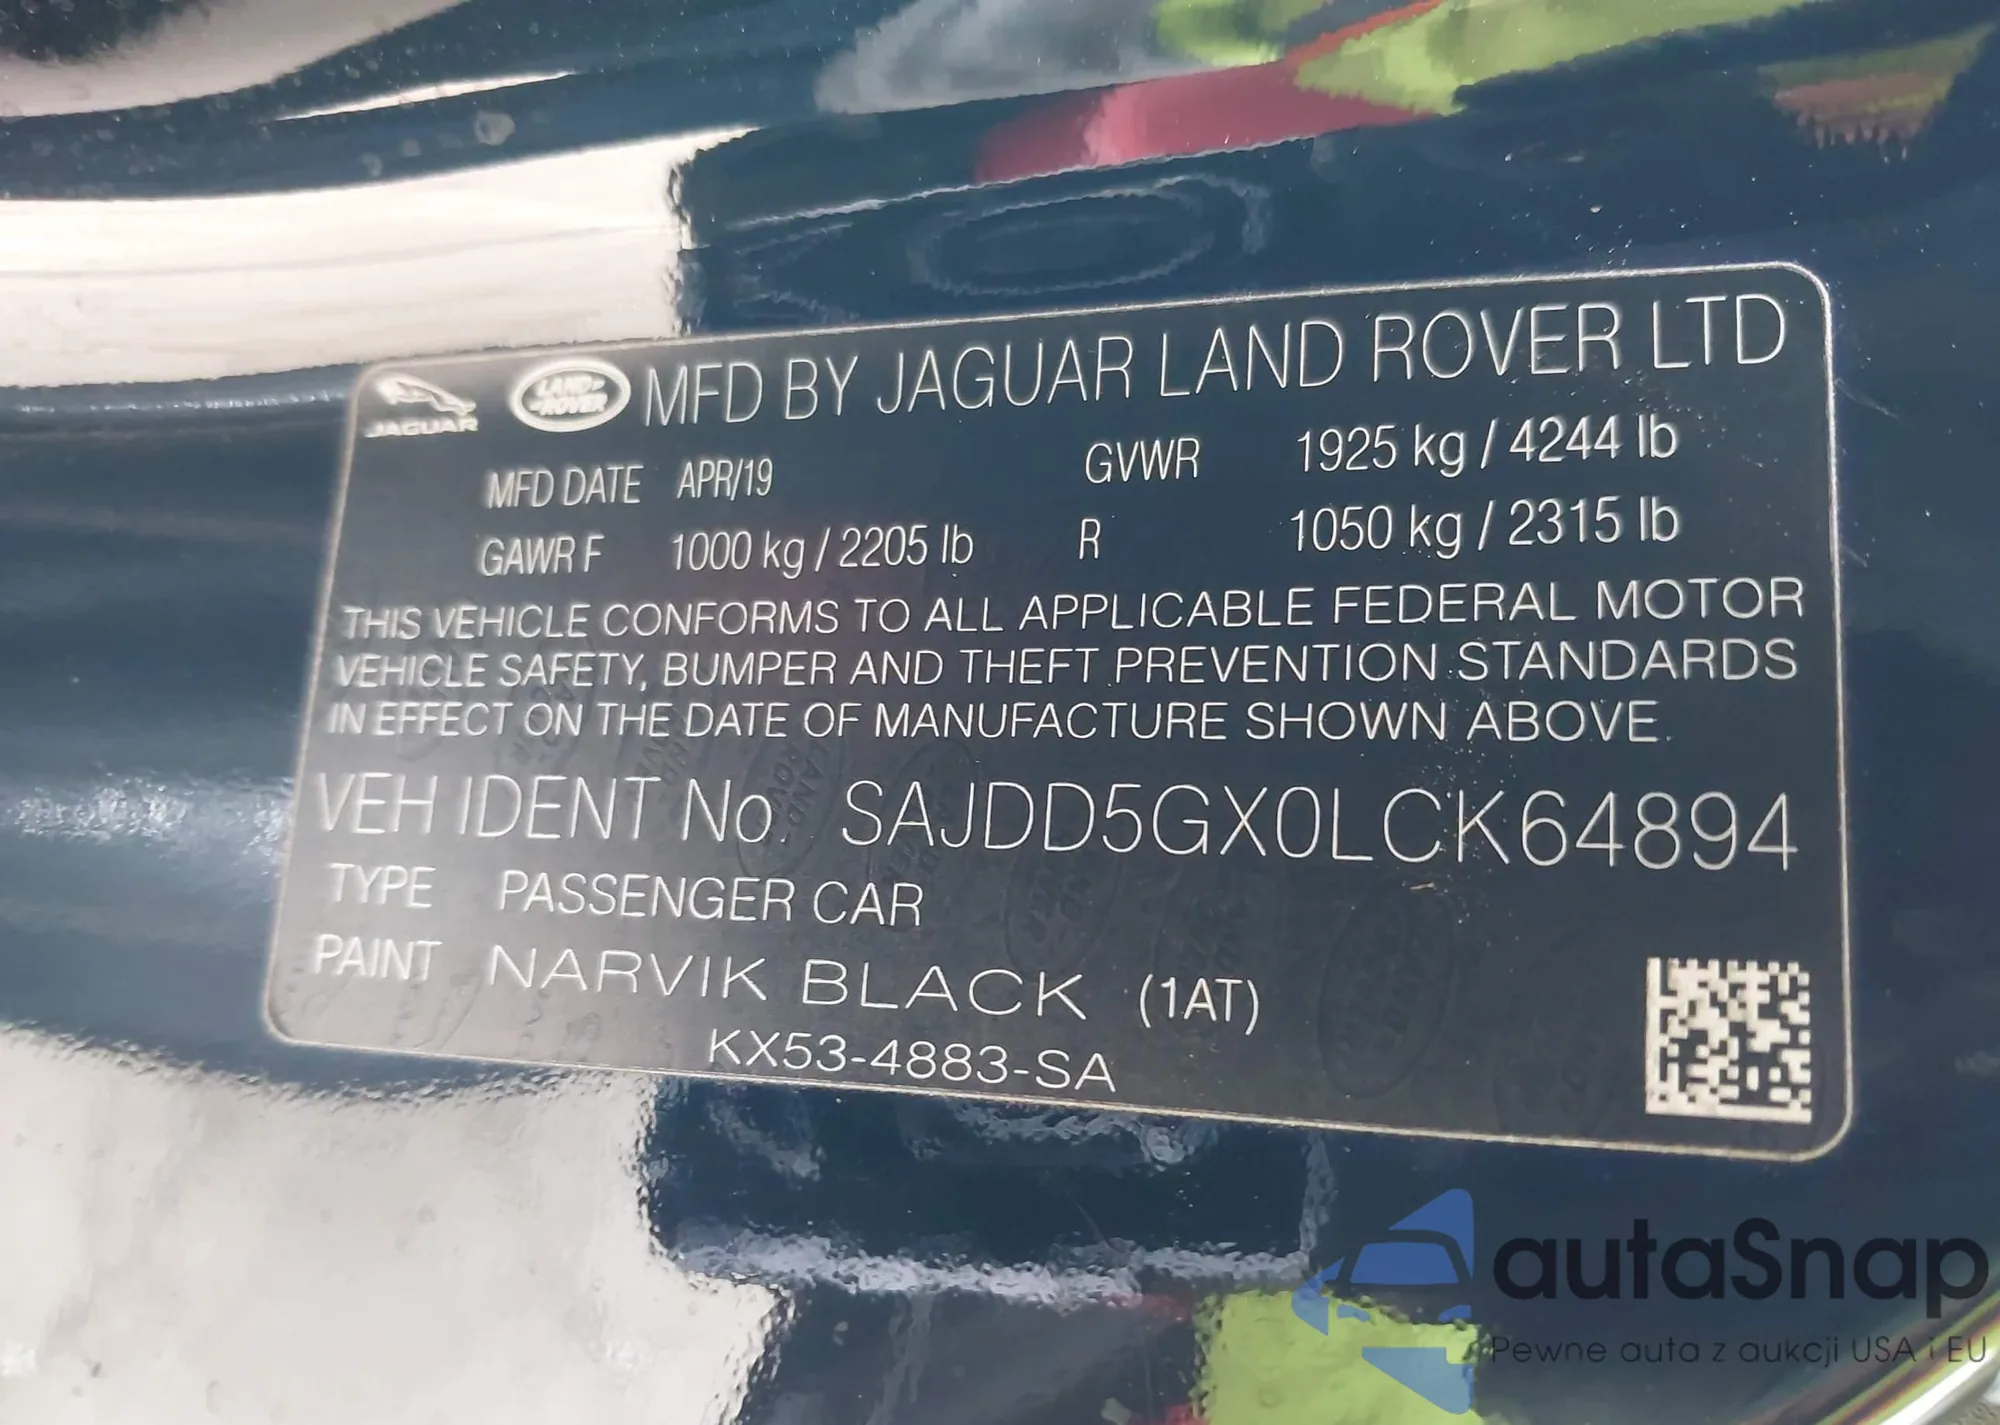 JAGUAR LAND ROVER MFD BY JAGUAR LAND ROVER LTD
MFD DATE APR/19 GVWR 1925 kg / 4244 lb
GAWR F 1000 kg / 2205 lb R 1050 kg / 2315 lb
THIS VEHICLE CONFORMS TO ALL APPLICABLE FEDERAL MOTOR
VEHICLE SAFETY, BUMPER AND THEFT PREVENTION STANDARDS
IN EFFECT ON THE DATE OF MANUFACTURE SHOWN ABOVE.
VEH IDENT No. SAJDD5GX0LCK64894
TYPE PASSENGER CAR
PAINT NARVIK BLACK (1AT)
KX53-4883-SA
autaSnap
Pewne auta z aukcji USA i EU